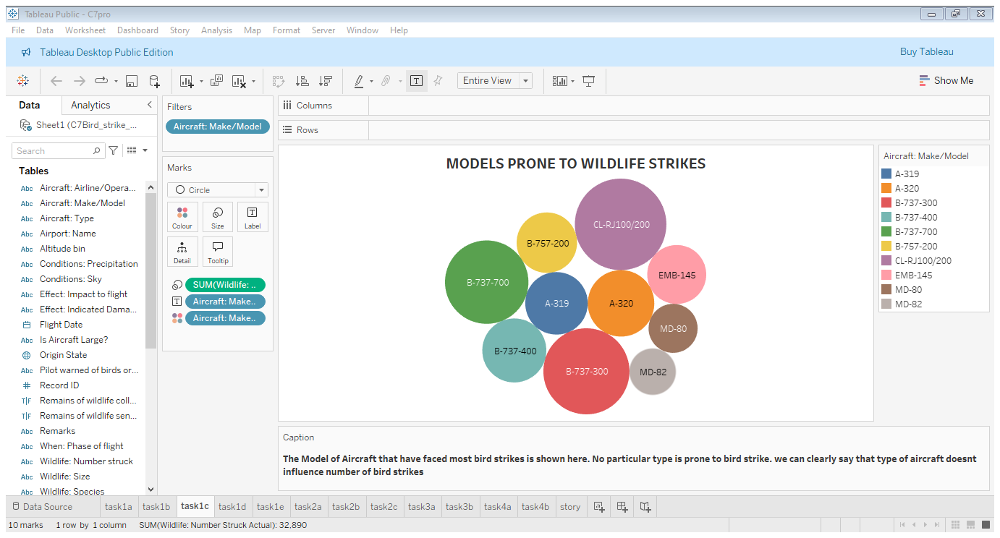 Tableau Public - C7pro
File Data Worksheet Dashboard Story Analysis Map Format Server Window Help
Tableau Desktop Public Edition
Buy Tableau
Entire View
Show Me
Data Analytics
Sheet1 (C7Bird_strike_...
Search
Tables
Abc Aircraft: Airline/Opera...
Abc Aircraft: Make/Model
Abc Aircraft: Type
Abc Airport: Name
Abc Altitude bin
Abc Conditions: Precipitation
Abc Conditions: Sky
Abc Effect: Impact to flight
Abc Effect: Indicated Dama...
Flight Date
Abc Is Aircraft Large?
Origin State
Abc Pilot warned of birds or...
# Record ID
T|F Remains of wildlife coll...
T|F Remains of wildlife sen...
Abc Remarks
Abc When: Phase of flight
Abc Wildlife: Number struck
Abc Wildlife: Size
Abc Wildlife: Species
Filters
Aircraft: Make/Model
Marks
Circle
Colour Size Label
Detail Tooltip
SUM(Wildlife: ..
T Aircraft: Make..
Aircraft: Make..
Columns
Rows
MODELS PRONE TO WILDLIFE STRIKES
CL-RJ100/200
B-757-200
EMB-145
B-737-700
A-319
A-320
MD-80
B-737-400
B-737-300
MD-82
Aircraft: Make/Model
A-319
A-320
B-737-300
B-737-400
B-737-700
B-757-200
CL-RJ100/200
EMB-145
MD-80
MD-82
Caption
The Model of Aircraft that have faced most bird strikes is shown here. No particular type is prone to bird strike. we can clearly say that type of aircraft doesnt
influence number of bird strikes
Data Source task1a task1b task1c task1d task1e task2a task2b task2c task3a task3b task4a task4b story
10 marks 1 row by 1 column SUM(Wildlife: Number Struck Actual): 32,890